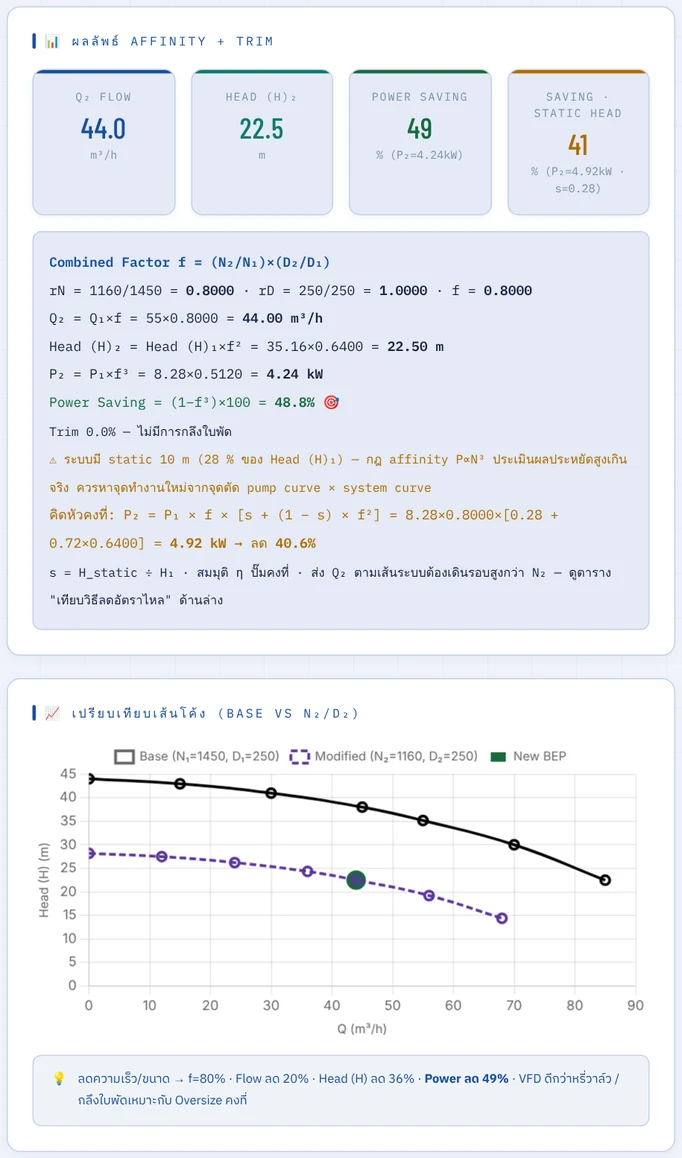 📊 ผลลัพธ์ AFFINITY + TRIM
Q₂ FLOW
44.0
m³/h
HEAD (H)₂
22.5
m
POWER SAVING
49
% (P₂=4.24kW)
SAVING ·
STATIC HEAD
41
% (P₂=4.92kW ·
s=0.28)
Combined Factor f = (N₂/N₁)×(D₂/D₁)
rN = 1160/1450 = 0.8000 · rD = 250/250 = 1.0000 · f = 0.8000
Q₂ = Q₁×f = 55×0.8000 = 44.00 m³/h
Head (H)₂ = Head (H)₁×f² = 35.16×0.6400 = 22.50 m
P₂ = P₁×f³ = 8.28×0.5120 = 4.24 kW
Power Saving = (1−f³)×100 = 48.8% 🎯
Trim 0.0% — ไม่มีการกลึงใบพัด
⚠ ระบบมี static 10 m (28 % ของ Head (H)₁) — กฎ affinity P∝N³ ประเมินผลประหยัดสูงเกิน
จริง ควรหาจุดทำงานใหม่จากจุดตัด pump curve × system curve
คิดหัวคงที่: P₂ = P₁ × f × [s + (1 − s) × f²] = 8.28×0.8000×[0.28 +
0.72×0.6400] = 4.92 kW → ลด 40.6%
s = H_static ÷ H₁ · สมมุติ η ปั๊มคงที่ · ส่ง Q₂ ตามเส้นระบบต้องเดินรอบสูงกว่า N₂ — ดูตาราง
"เทียบวิธีลดอัตราไหล" ด้านล่าง
📈 เปรียบเทียบเส้นโค้ง (BASE VS N₂/D₂)
Base (N₁=1450, D₁=250) Modified (N₂=1160, D₂=250) New BEP
45
40
35
30
25
20
15
10
5
0
Head (H) (m)
0 10 20 30 40 50 60 70 80 90
Q (m³/h)
💡 ลดความเร็ว/ขนาด → f=80% · Flow ลด 20% · Head (H) ลด 36% · Power ลด 49% · VFD ดีกว่าหรี่วาล์ว /
กลึงใบพัดเหมาะกับ Oversize คงที่